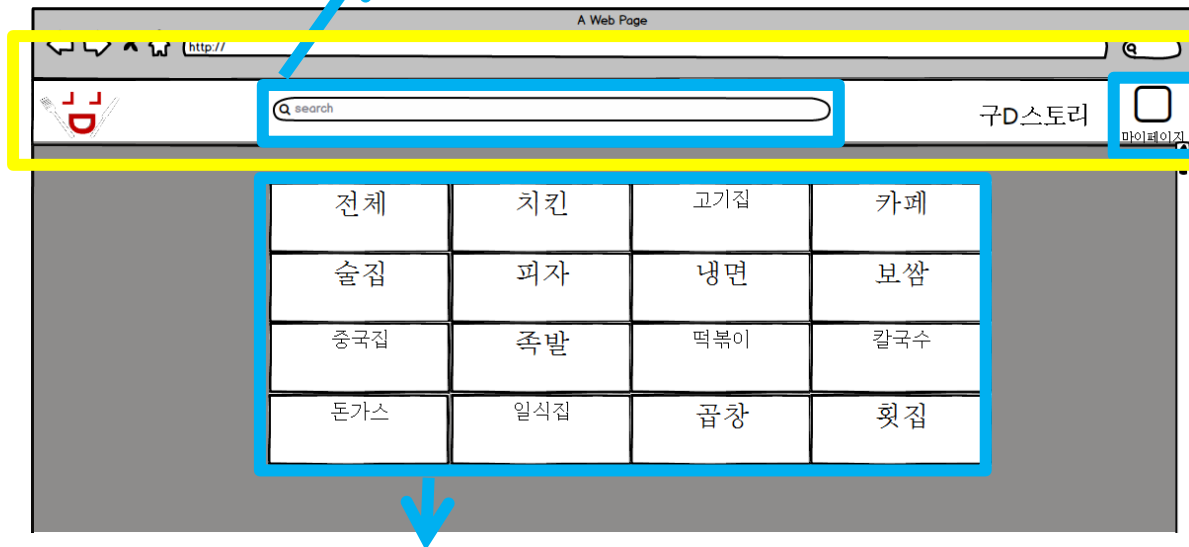 A Web Page
http://
search
구D스토리
마이페이지
전체 치킨 고기집 카페
술집 피자 냉면 보쌈
중국집 족발 떡볶이 칼국수
돈가스 일식집 곱창 횟집